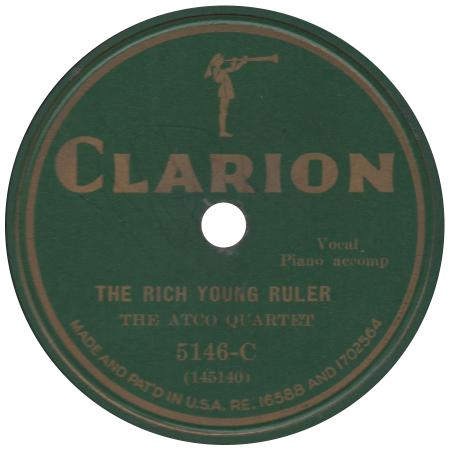 CLARION
Vocal
Piano accomp
THE RICH YOUNG RULER
THE ATCO QUARTET
5146-C
(145140)
MADE AND PAT'D IN U.S.A. RE. 16588 AND 1702564